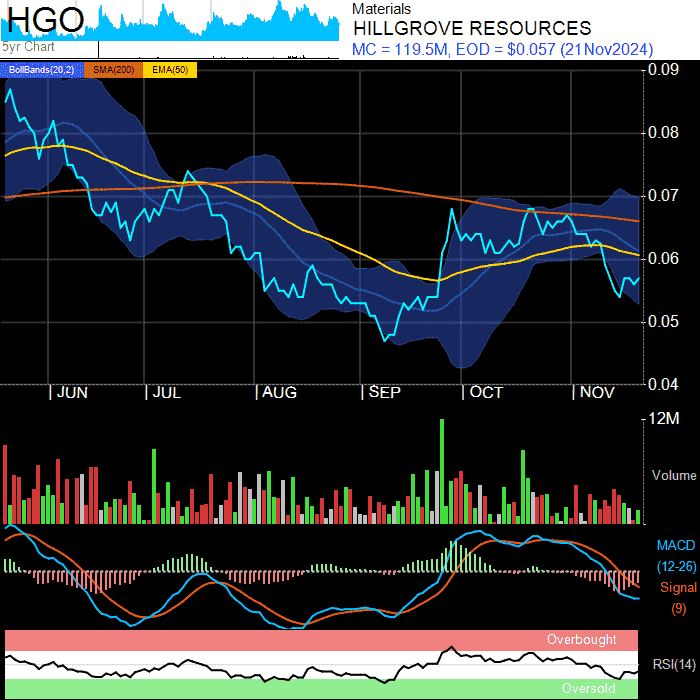 HGO
5yr Chart
Materials
HILLGROVE RESOURCES
MC = 119.5M, EOD = $0.057 (21Nov2024)
BollBands(20,2) SMA(200) EMA(50)
0.09
0.08
0.07
0.06
0.05
0.04
JUN JUL AUG SEP OCT NOV
12M
Volume
MACD
(12-26)
Signal
(9)
Overbought
RSI(14)
Oversold